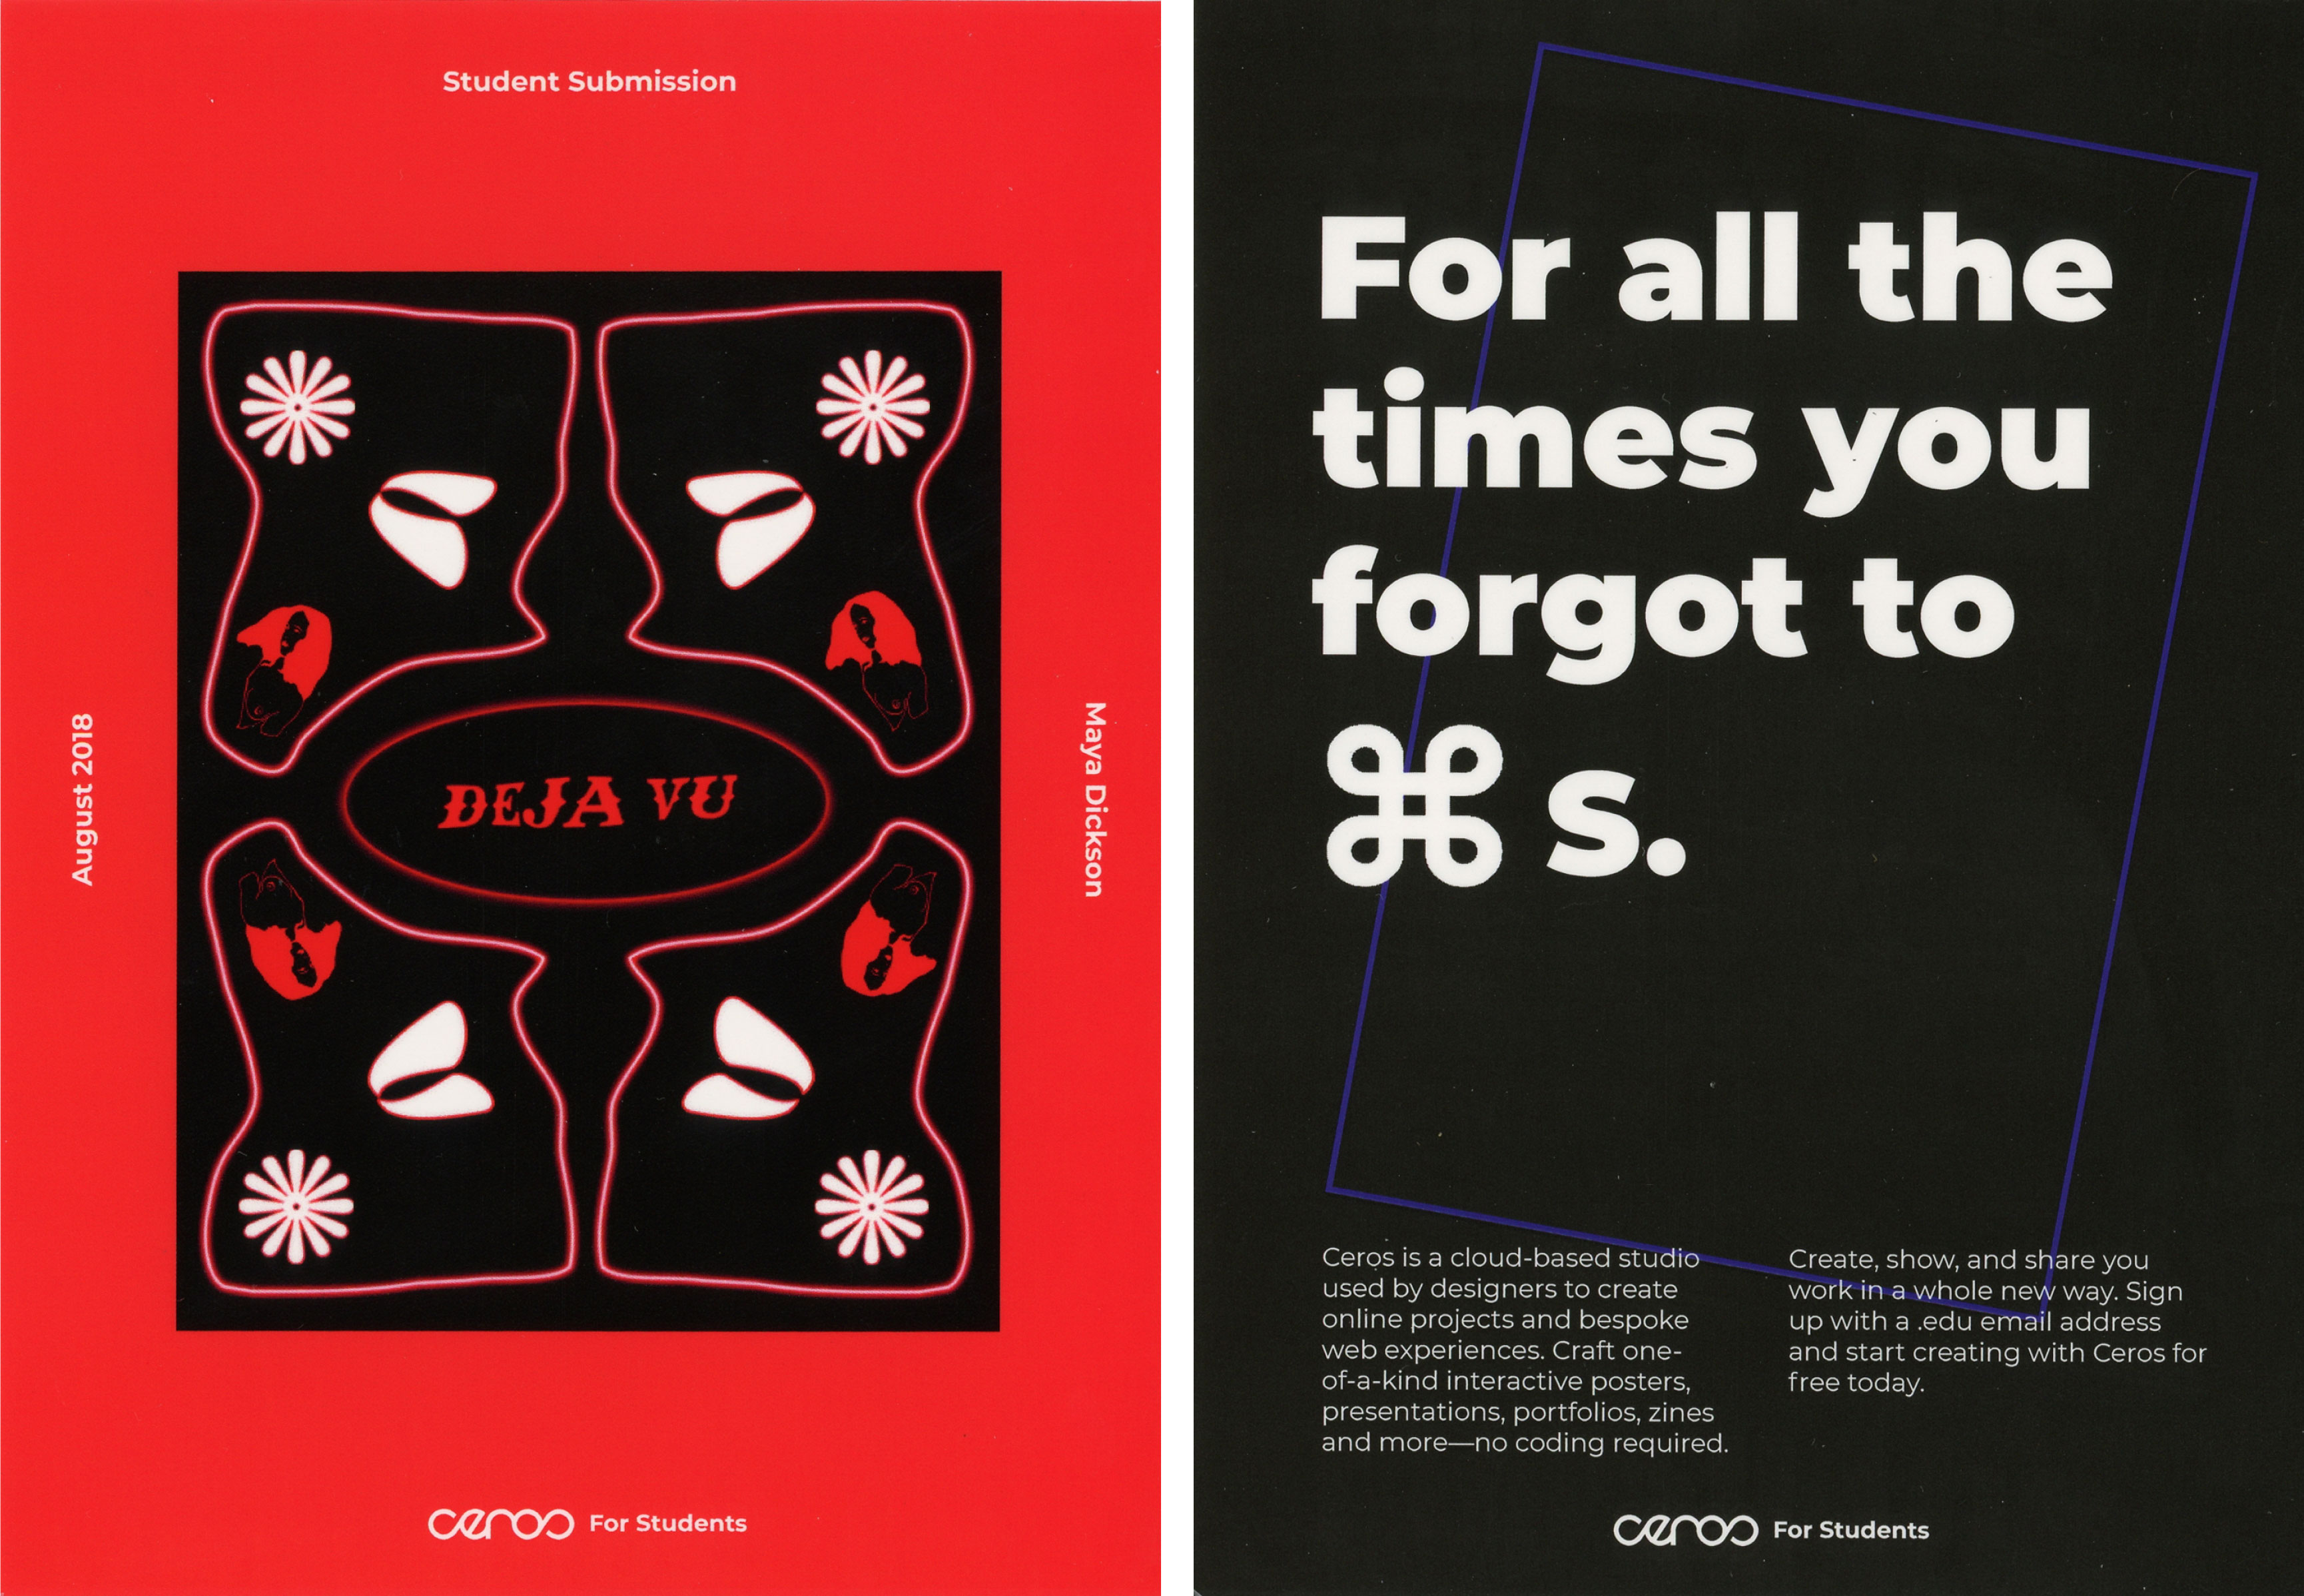 Student Submission
August 2018
DEJA VU
Maya Dickson
ceros For Students
For all the
times you
forgot to
⌘ s.
Ceros is a cloud-based studio
used by designers to create
online projects and bespoke
web experiences. Craft one-
of-a-kind interactive posters,
presentations, portfolios, zines
and more—no coding required.
Create, show, and share you
work in a whole new way. Sign
up with a .edu email address
and start creating with Ceros for
free today.
ceros For Students